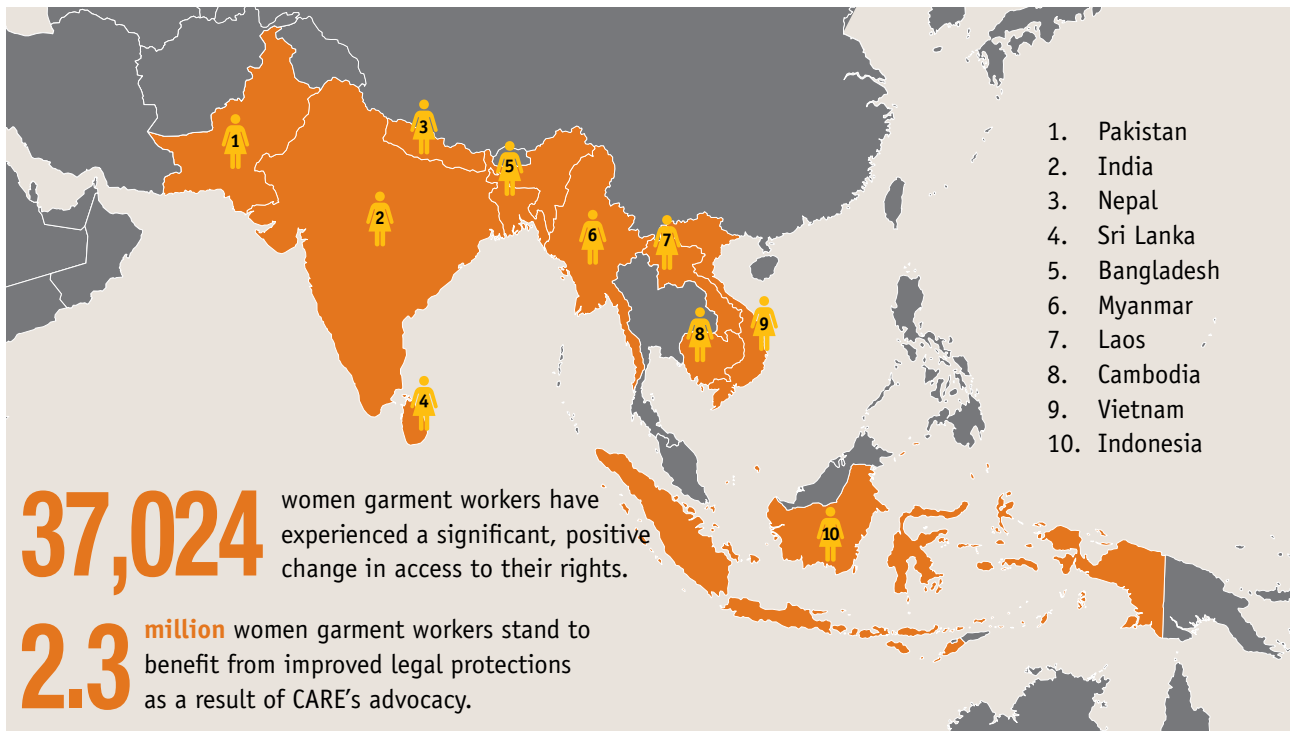 1
2
3
4
5
6
7
8
9
10
1. Pakistan
2. India
3. Nepal
4. Sri Lanka
5. Bangladesh
6. Myanmar
7. Laos
8. Cambodia
9. Vietnam
10. Indonesia
37,024 women garment workers have
experienced a significant, positive
change in access to their rights.
2.3 million women garment workers stand to
benefit from improved legal protections
as a result of CARE's advocacy.